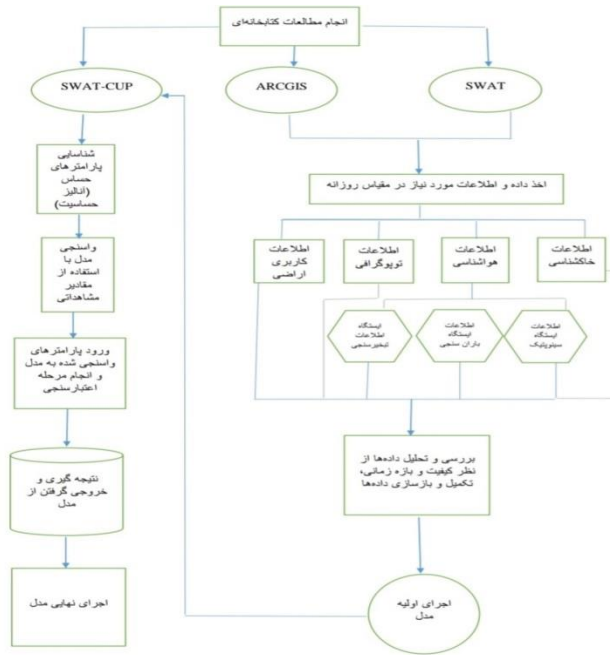 انجام مطالعات کتابخانه‌ای
SWAT
ARCGIS
SWAT-CUP
اخذ داده و اطلاعات مورد نیاز در مقیاس روزانه
اطلاعات
خاکشناسی
اطلاعات
هواشناسی
اطلاعات
توپوگرافی
اطلاعات
کاربری
اراضی
اطلاعات
ایستگاه
سینوپتیک
اطلاعات
ایستگاه
باران سنجی
ایستگاه
اطلاعات
تبخیرسنجی
بررسی و تحلیل داده‌ها از
نظر کیفیت و بازه زمانی،
تکمیل و بازسازی داده‌ها
اجرای اولیه
مدل
شناسایی
پارامترهای
حساس
(آنالیز
حساسیت)
واسنجی
مدل با
استفاده از
مقادیر
مشاهداتی
ورود پارامترهای
واسنجی شده به مدل
و انجام مرحله
اعتبارسنجی
نتیجه گیری و
خروجی گرفتن از
مدل
اجرای نهایی مدل